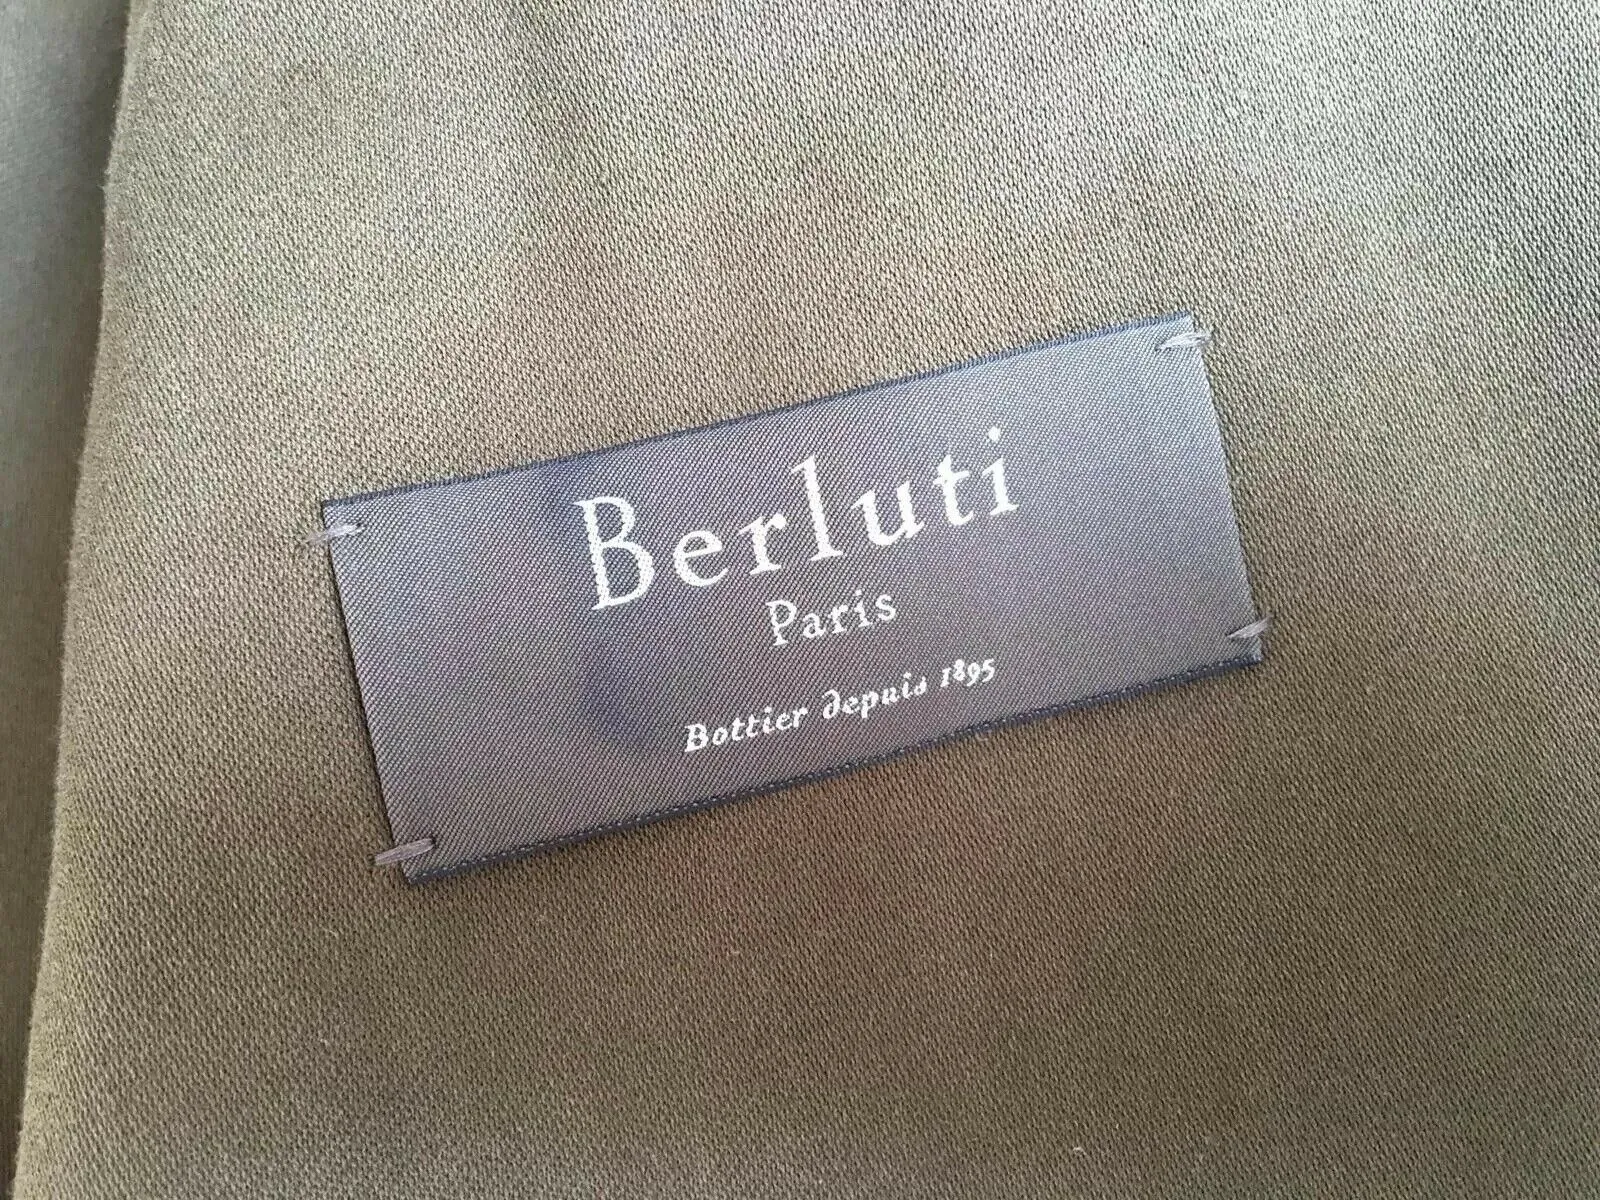 Berluti
Paris
Bottier depuis 1895